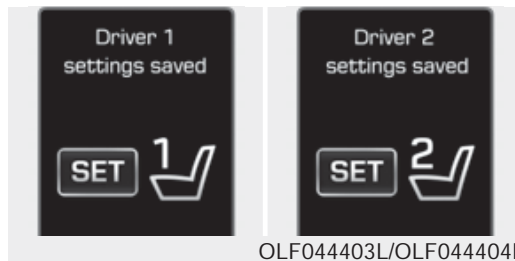 Driver 1
settings saved
SET 1
Driver 2
settings saved
SET 2
OLF044403L/OLF044404L